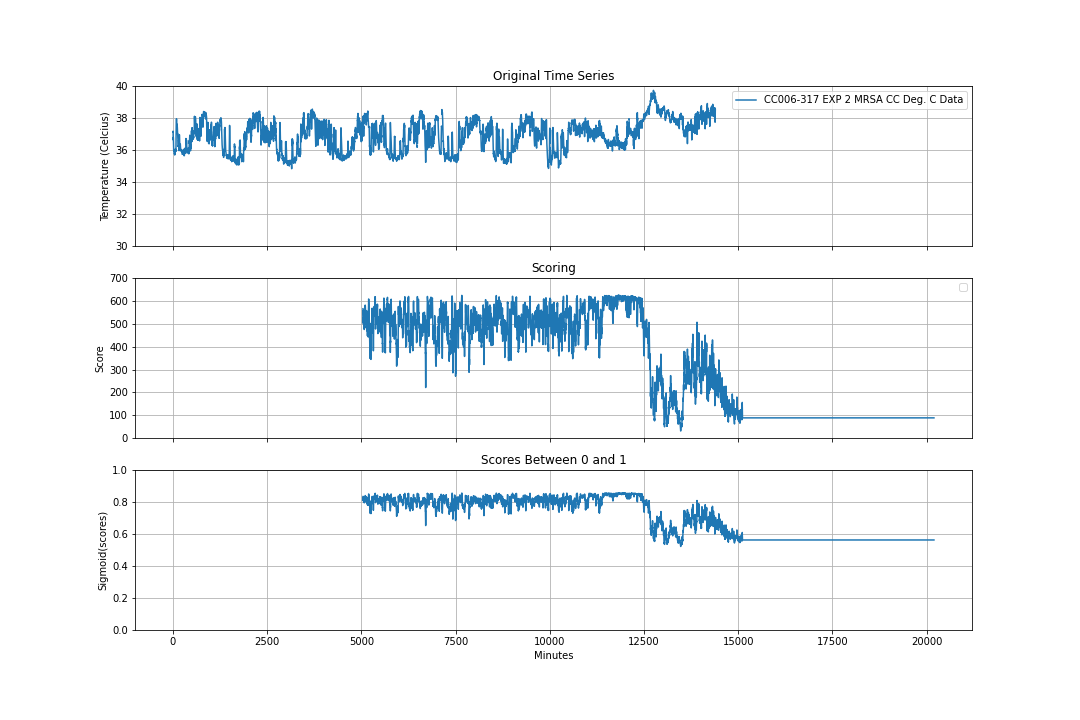 Original Time Series
40
38
36
34
32
30
Temperature (Celcius)
CC006-317 EXP 2 MRSA CC Deg. C Data
Scoring
700
600
500
400
300
200
100
0
Score
Scores Between 0 and 1
1.0
0.8
0.6
0.4
0.2
0.0
Sigmoid(scores)
0 2500 5000 7500 10000 12500 15000 17500 20000
Minutes